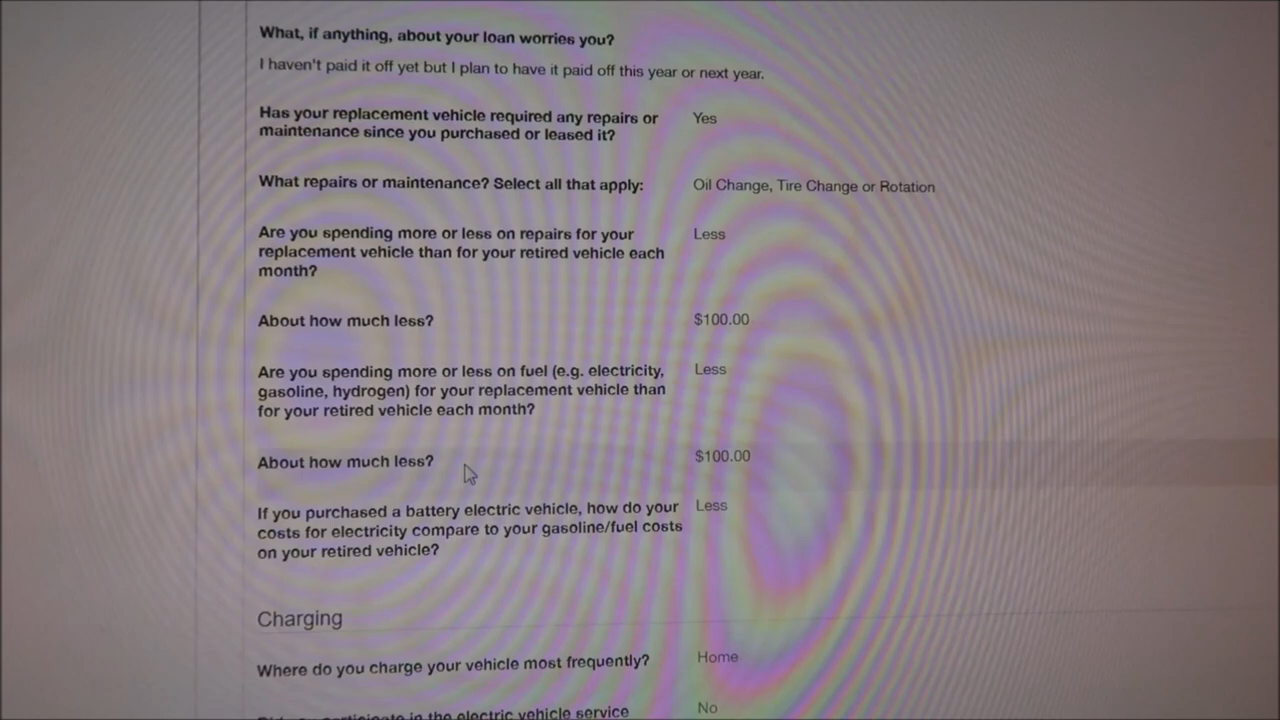 What, if anything, about your loan worries you?
I haven't paid it off yet but I plan to have it paid off this year or next year.
Has your replacement vehicle required any repairs or
maintenance since you purchased or leased it?
Yes
What repairs or maintenance? Select all that apply:
Oil Change, Tire Change or Rotation
Are you spending more or less on repairs for your
replacement vehicle than for your retired vehicle each
month?
Less
About how much less?
$100.00
Are you spending more or less on fuel (e.g. electricity,
gasoline, hydrogen) for your replacement vehicle than
for your retired vehicle each month?
Less
About how much less?
$100.00
If you purchased a battery electric vehicle, how do your
costs for electricity compare to your gasoline/fuel costs
on your retired vehicle?
Less
Charging
Where do you charge your vehicle most frequently?
Home
in the electric vehicle service
No